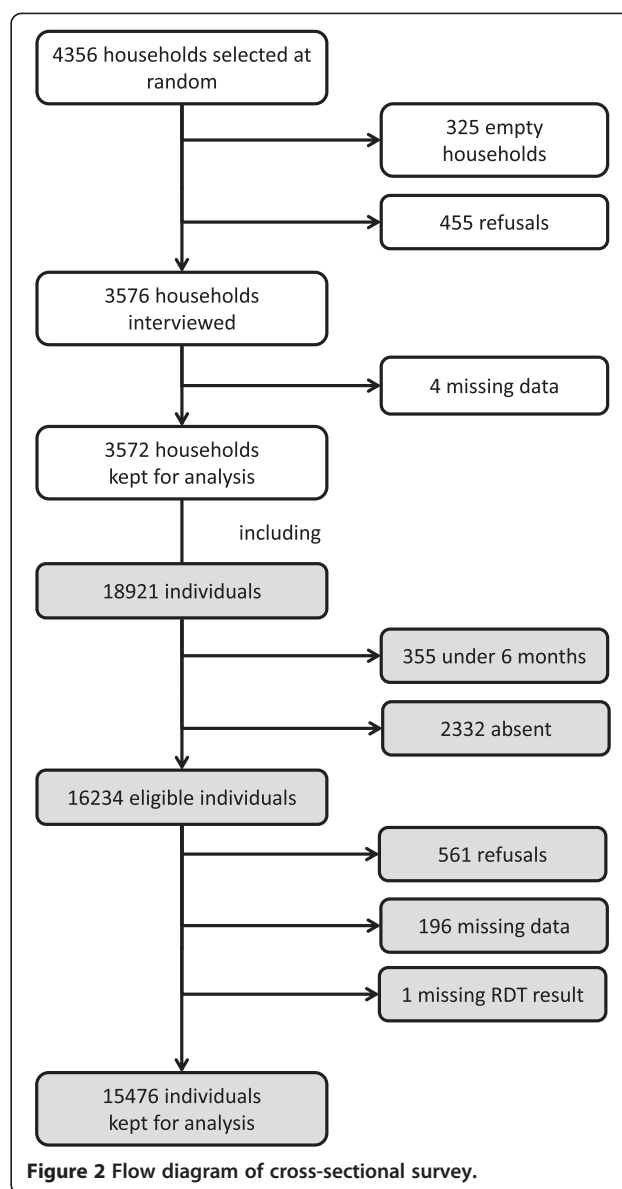 4356 households selected at
random
325 empty
households
455 refusals
3576 households
interviewed
4 missing data
3572 households
kept for analysis
including
18921 individuals
355 under 6 months
2332 absent
16234 eligible individuals
561 refusals
196 missing data
1 missing RDT result
15476 individuals
kept for analysis
Figure 2 Flow diagram of cross-sectional survey.